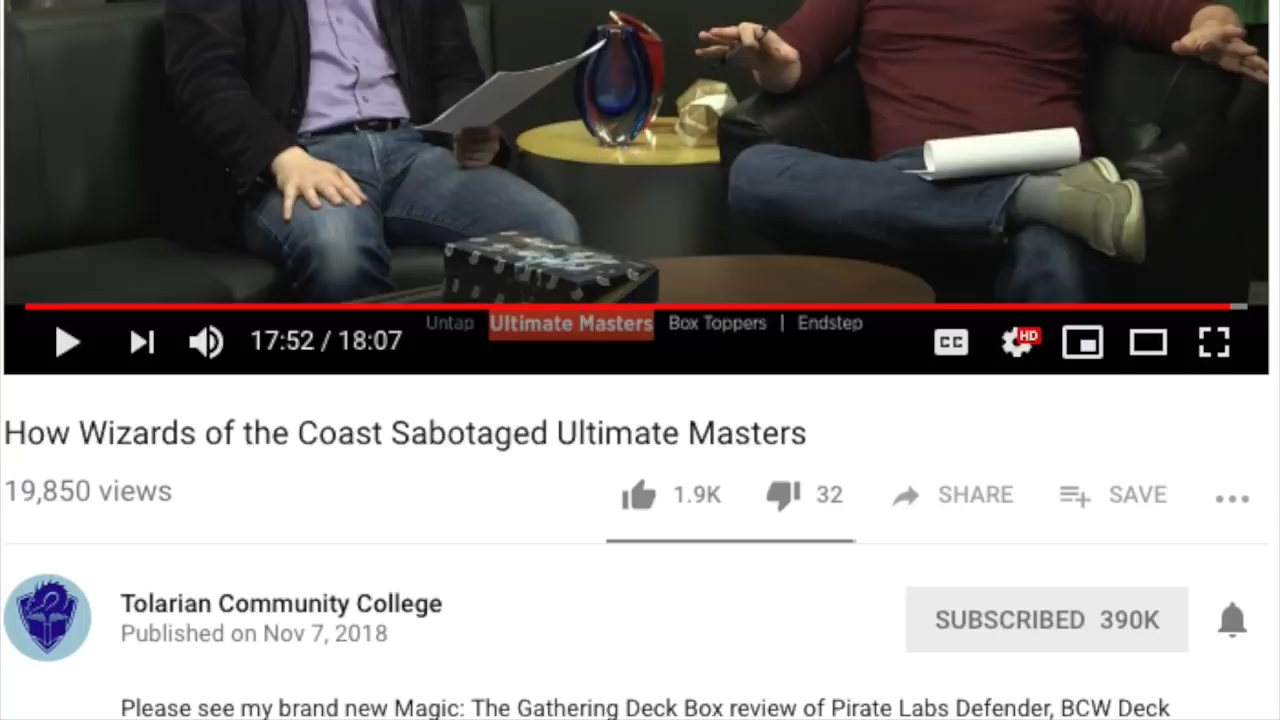 Untap Ultimate Masters Box Toppers | Endstep
17:52 / 18:07
CC
HD
How Wizards of the Coast Sabotaged Ultimate Masters
19,850 views
1.9K
32
SHARE
SAVE
Tolarian Community College
Published on Nov 7, 2018
SUBSCRIBED 390K
Please see my brand new Magic: The Gathering Deck Box review of Pirate Labs Defender, BCW Deck